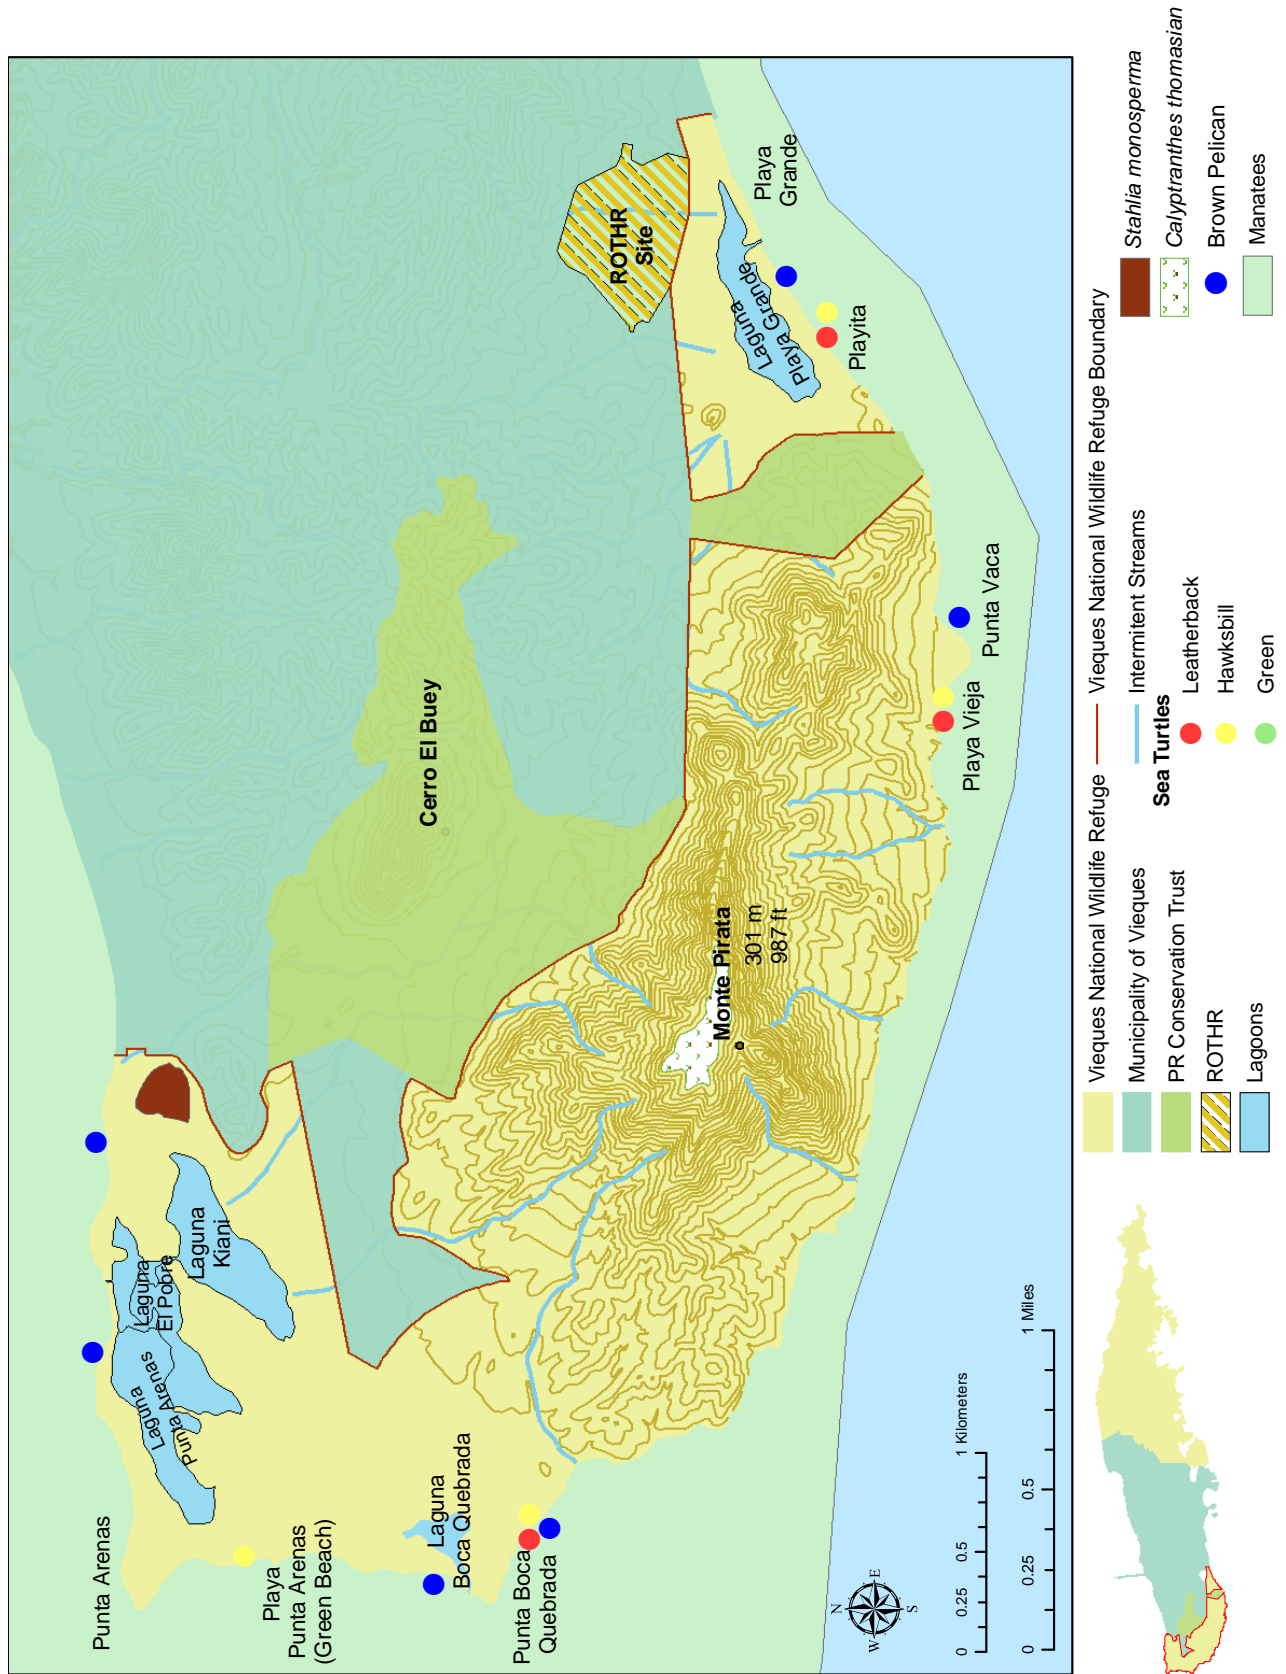 Punta Arenas
Laguna
Punta Arenas
Laguna
El Pobre
Laguna
Kiani
Playa
Punta Arenas
(Green Beach)
Laguna
Boca Quebrada
Punta Boca
Quebrada
Cerro El Buey
Monte Pirata
301 m
987 ft
ROTHR
Site
Laguna
Playa Grande
Playa
Grande
Playita
Punta Vaca
Playa Vieja
N
W
E
S
0 0.25 0.5 1 Kilometers
0 0.25 0.5 1 Miles
Vieques National Wildlife Refuge
Municipality of Vieques
PR Conservation Trust
ROTHR
Lagoons
Vieques National Wildlife Refuge Boundary
Intermitent Streams
Sea Turtles
Leatherback
Hawksbill
Green
Stahlia monosperma
Calyptranthes thomasian
Brown Pelican
Manatees